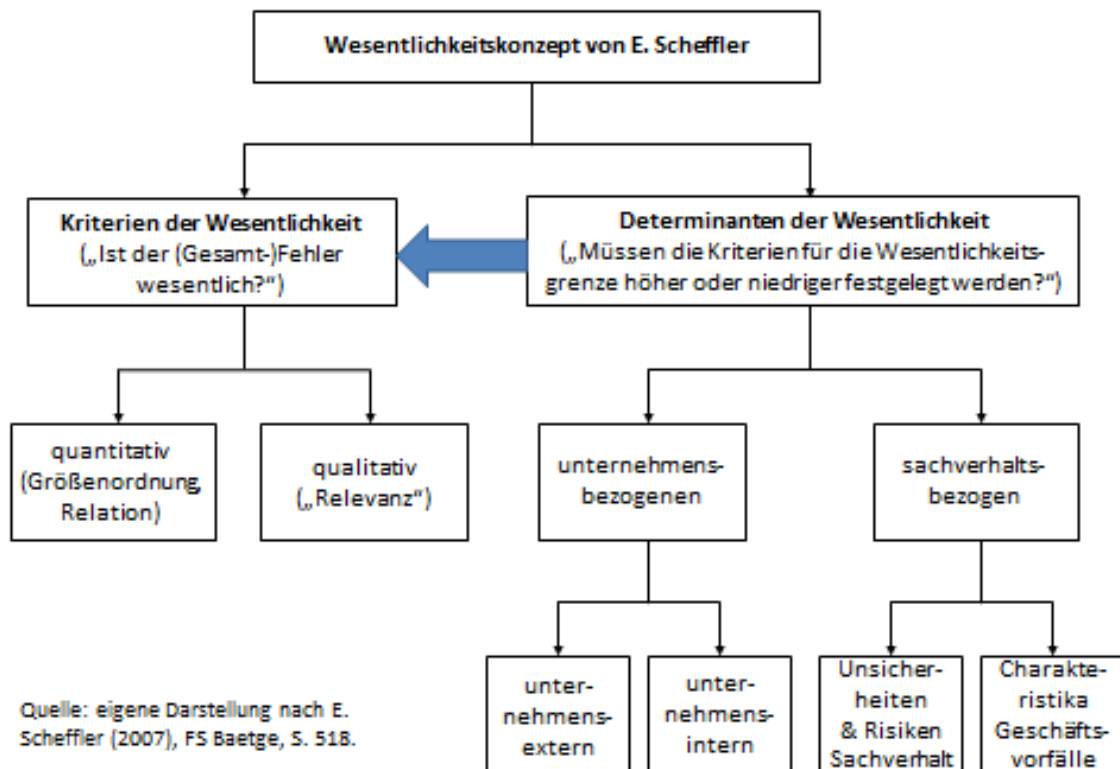 Wesentlichkeitskonzept von E. Scheffler
Kriterien der Wesentlichkeit
(„Ist der (Gesamt-)Fehler
wesentlich?“)
Determinanten der Wesentlichkeit
(„Müssen die Kriterien für die Wesentlichkeits-
grenze höher oder niedriger festgelegt werden?“)
quantitativ
(Größenordnung,
Relation)
qualitativ
(„Relevanz“)
unternehmens-
bezogenen
sachverhalts-
bezogen
unter-
nehmens-
extern
unter-
nehmens-
intern
Unsicher-
heiten
& Risiken
Sachverhalt
Charakte-
ristika
Geschäfts-
vorfälle
Quelle: eigene Darstellung nach E.
Scheffler (2007), FS Baetge, S. 518.